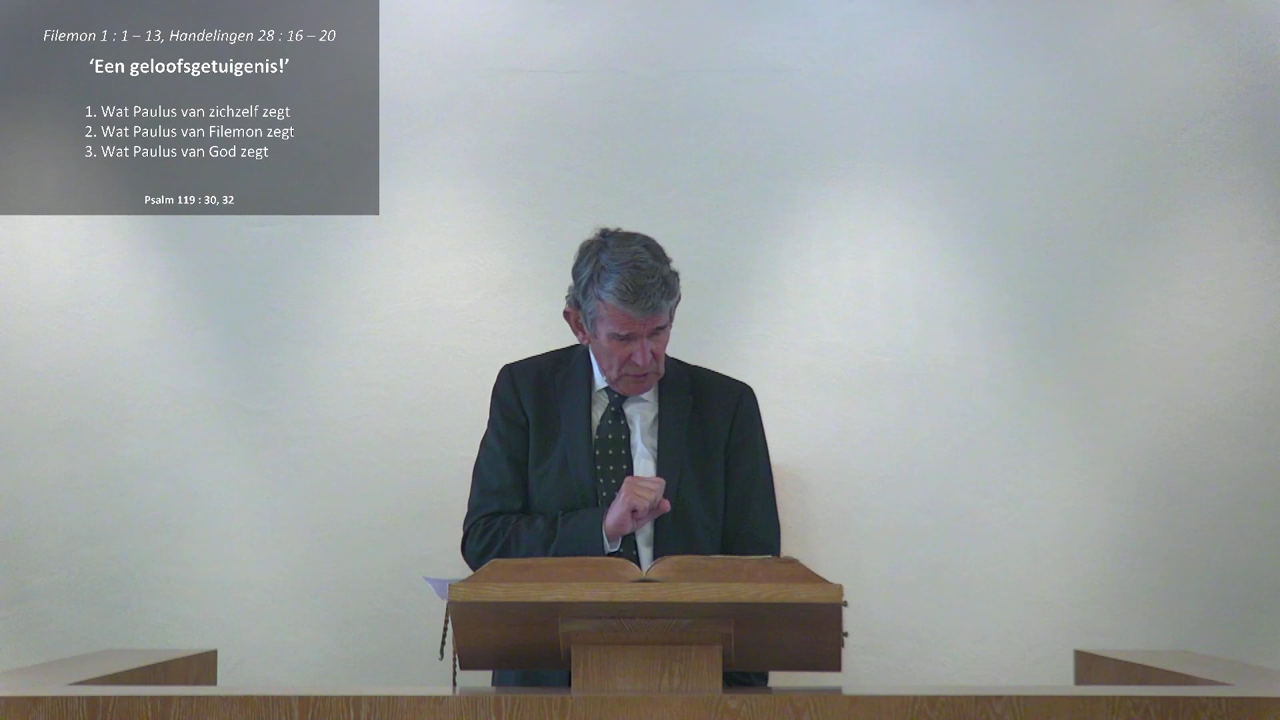 Filemon 1 : 1 – 13, Handelingen 28 : 16 – 20
‘Een geloofsgetuigenis!’
1. Wat Paulus van zichzelf zegt
2. Wat Paulus van Filemon zegt
3. Wat Paulus van God zegt
Psalm 119 : 30, 32